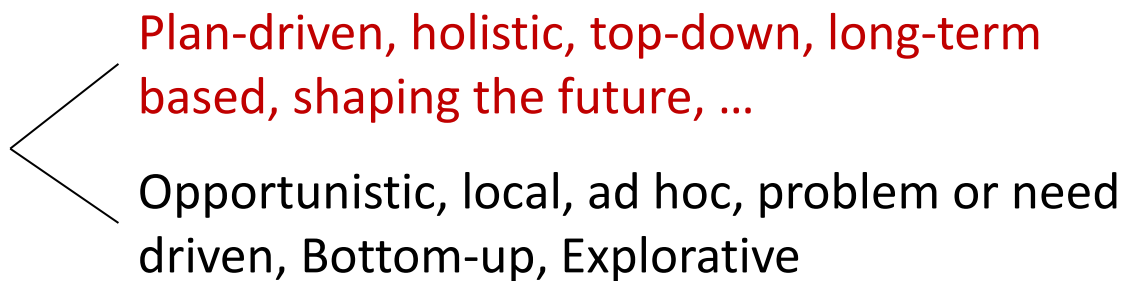 Plan-driven, holistic, top-down, long-term
based, shaping the future, …
Opportunistic, local, ad hoc, problem or need
driven, Bottom-up, Explorative